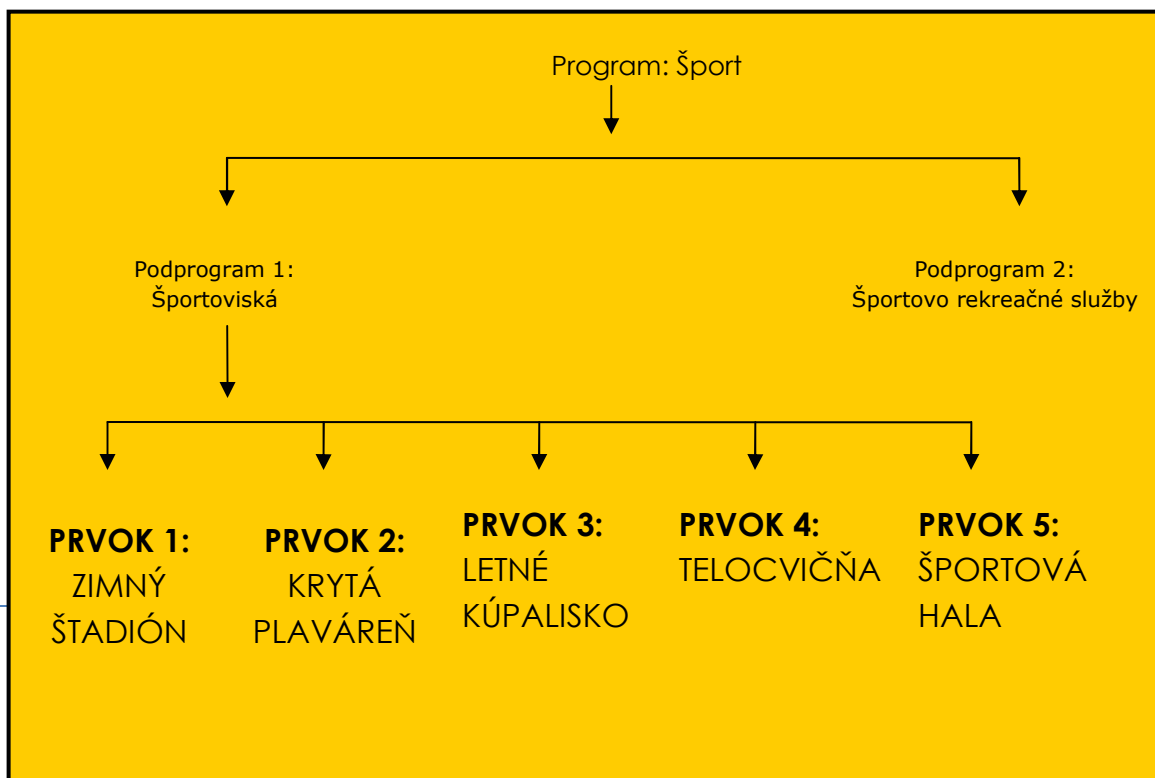 Program: Šport
Podprogram 1:
Športoviská
Podprogram 2:
Športovo rekreačné služby
PRVOK 1:
ZIMNÝ
ŠTADIÓN
PRVOK 2:
KRYTÁ
PLAVÁREŇ
PRVOK 3:
LETNÉ
KÚPALISKO
PRVOK 4:
TELOCVIČŇA
PRVOK 5:
ŠPORTOVÁ
HALA